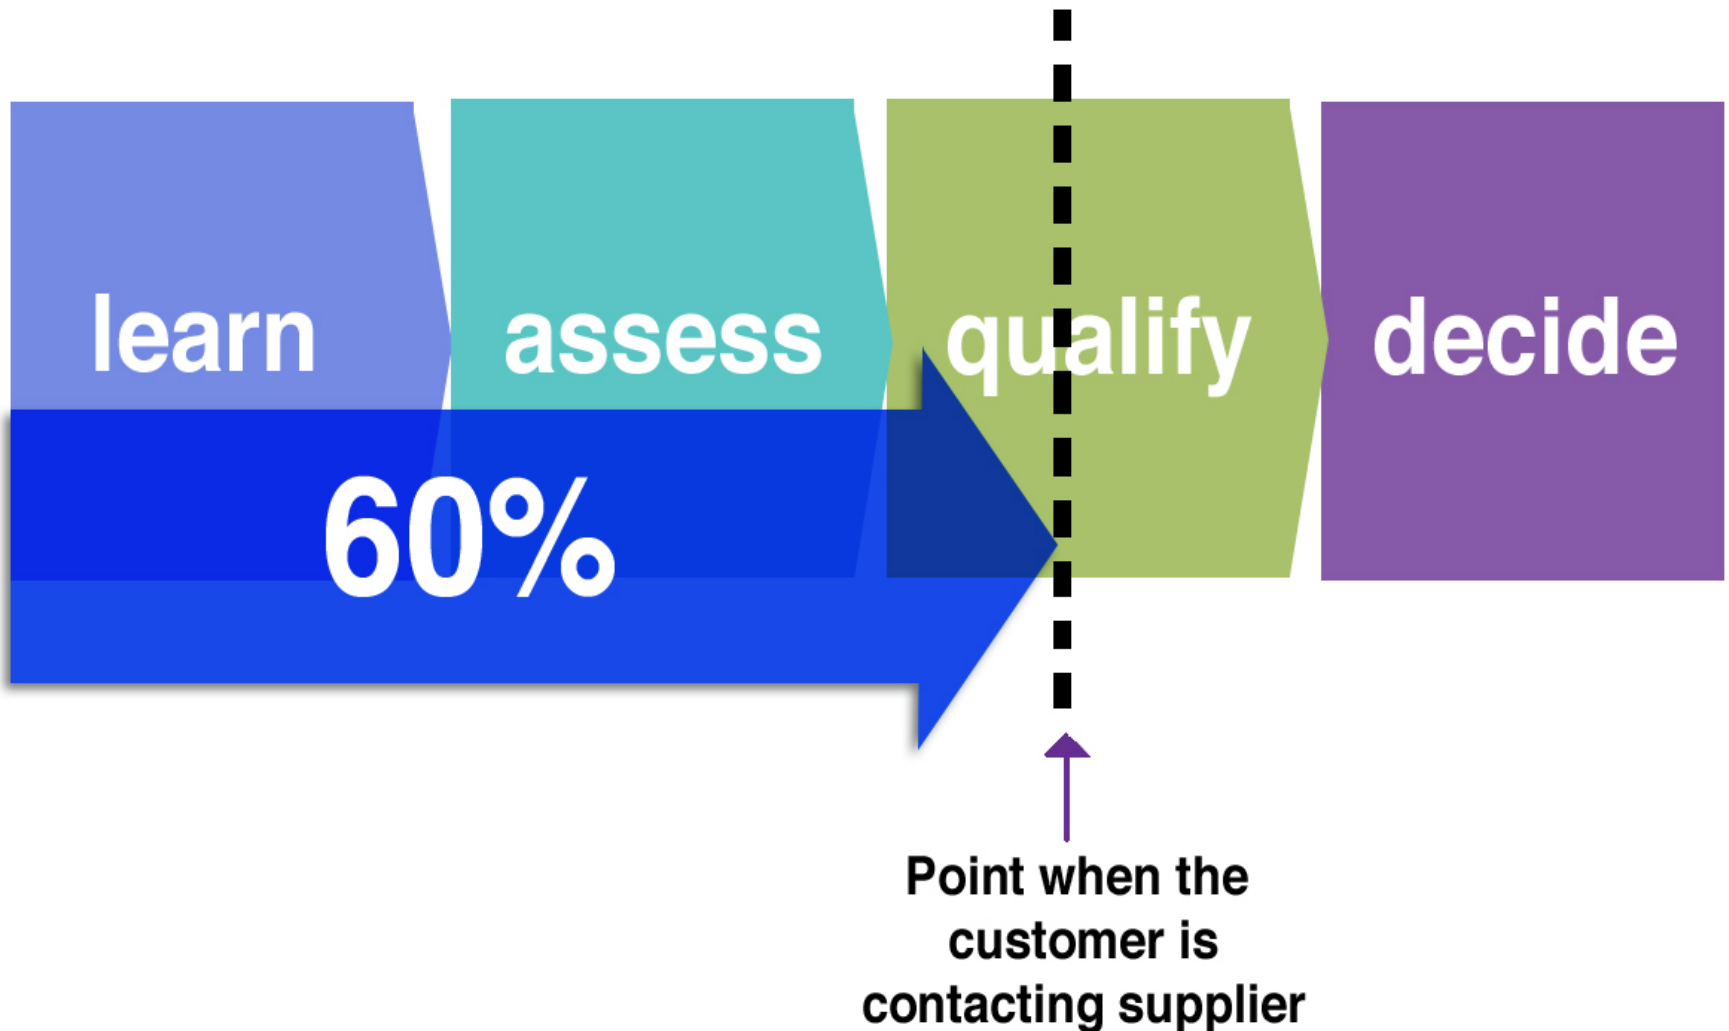 learn
assess
qualify
decide
60%
Point when the
customer is
contacting supplier